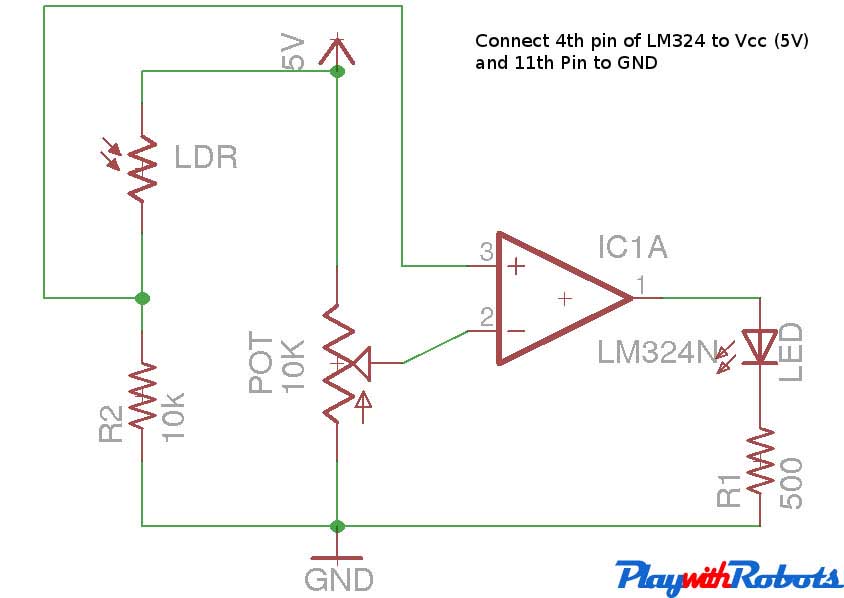 Connect 4th pin of LM324 to Vcc (5V)
and 11th Pin to GND
5V
LDR
3
IC1A
+
1
2
-
LM324N
LED
POT
10K
R2
10k
R1
500
GND
PlaywithRobots